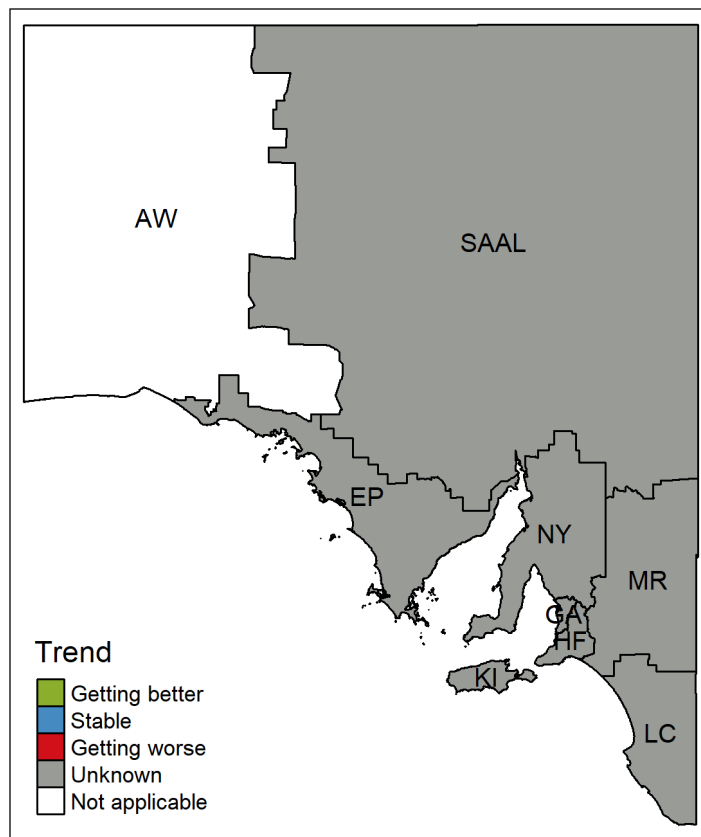 AW
SAAL
EP
NY
MR
GA
HF
KI
LC
Trend
Getting better
Stable
Getting worse
Unknown
Not applicable